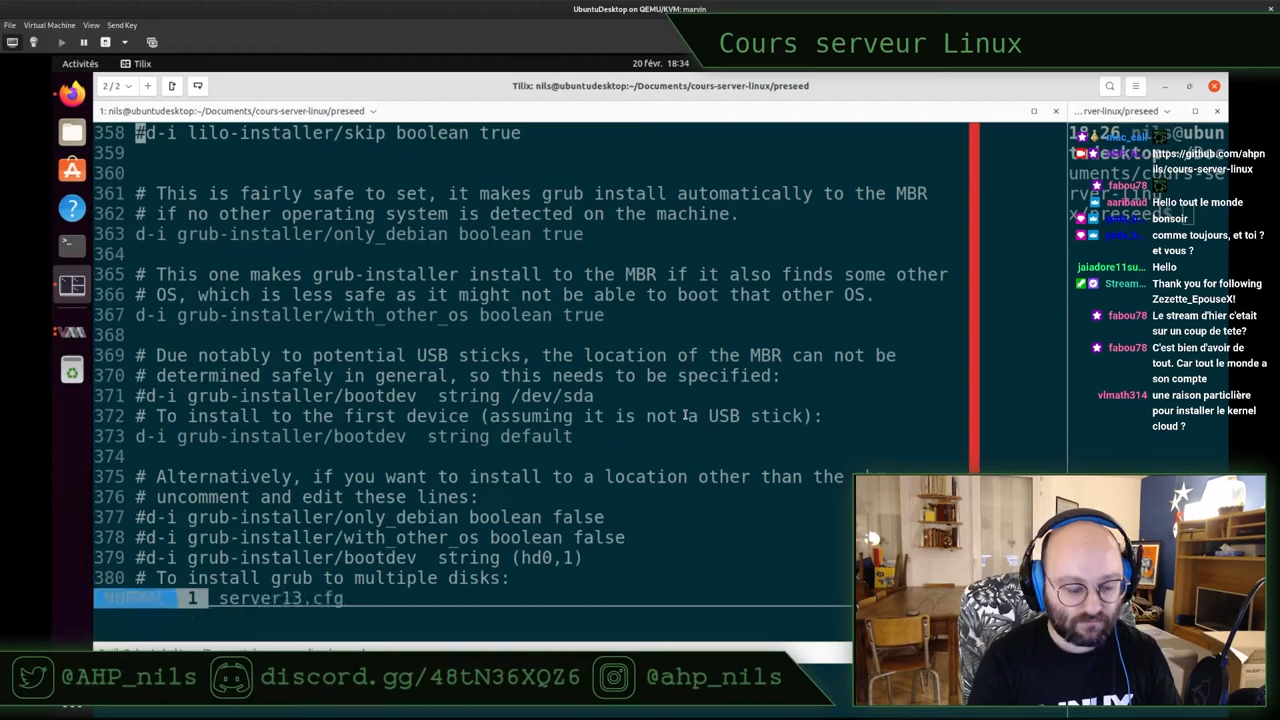 UbuntuDesktop on QEMU/KVM: marvin
File Virtual Machine View Send Key
Cours serveur Linux
Activités Tilix 20 févr. 18:34
2/2 Tilix: nils@ubuntudesktop:~/Documents/cours-server-linux/preseed
1: nils@ubuntudesktop:~/Documents/cours-server-linux/preseed
...rver-linux/preseed
358 #d-i lilo-installer/skip boolean true
359
360
361 # This is fairly safe to set, it makes grub install automatically to the MBR
362 # if no other operating system is detected on the machine.
363 d-i grub-installer/only_debian boolean true
364
365 # This one makes grub-installer install to the MBR if it also finds some other
366 # OS, which is less safe as it might not be able to boot that other OS.
367 d-i grub-installer/with_other_os boolean true
368
369 # Due notably to potential USB sticks, the location of the MBR can not be
370 # determined safely in general, so this needs to be specified:
371 #d-i grub-installer/bootdev string /dev/sda
372 # To install to the first device (assuming it is not a USB stick):
373 d-i grub-installer/bootdev string default
374
375 # Alternatively, if you want to install to a location other than the
376 # uncomment and edit these lines:
377 #d-i grub-installer/only_debian boolean false
378 #d-i grub-installer/with_other_os boolean false
379 #d-i grub-installer/bootdev string (hd0,1)
380 # To install grub to multiple disks:
1 server13.cfg
18:26
mac_call
https://github.com/ahpn
ils/cours-server-linux
fabou78
aaribaud Hello tout le monde
bonsoir
comme toujours, et toi ?
et vous ?
jaiadore11su... Hello
Stream... Thank you for following
Zezette_EpouseX!
fabou78 Le stream d'hier c'etait
sur un coup de tete?
fabou78 C'est bien d'avoir de
tout. Car tout le monde a
son compte
vlmath314 une raison particlière
pour installer le kernel
cloud ?
@AHP_nils discord.gg/48tN36XQZ6 @ahp_nils